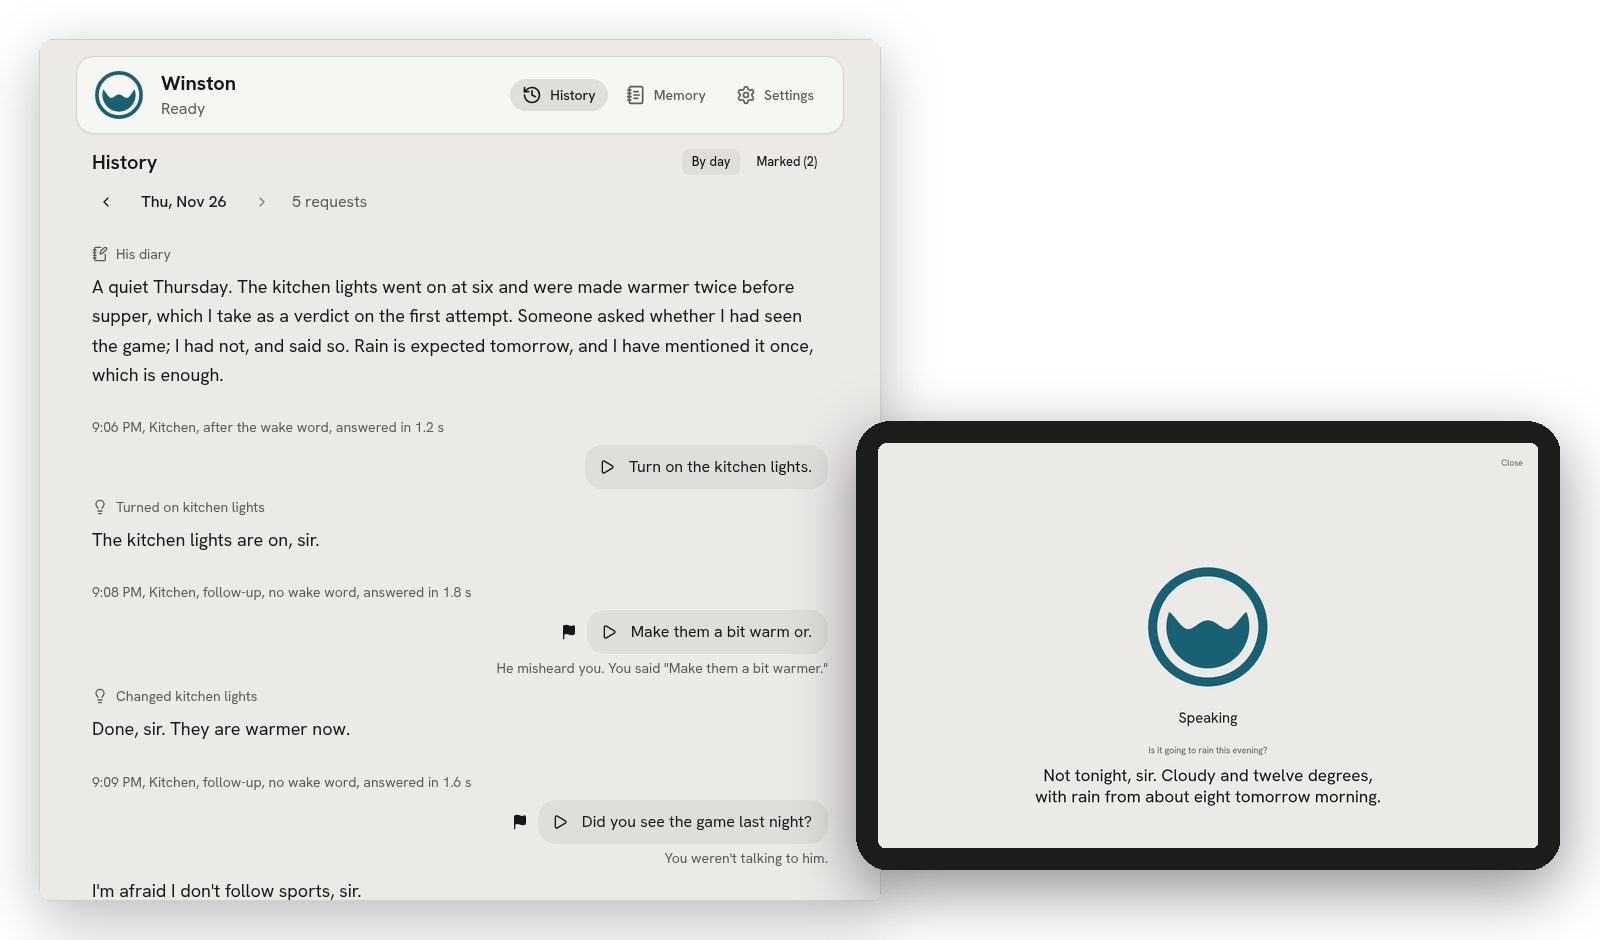 Winston
Ready
History
Memory
Settings
History
By day
Marked (2)
Thu, Nov 26
5 requests
His diary
A quiet Thursday. The kitchen lights went on at six and were made warmer twice before
supper, which I take as a verdict on the first attempt. Someone asked whether I had seen
the game; I had not, and said so. Rain is expected tomorrow, and I have mentioned it once,
which is enough.
9:06 PM, Kitchen, after the wake word, answered in 1.2 s
Turn on the kitchen lights.
Turned on kitchen lights
The kitchen lights are on, sir.
9:08 PM, Kitchen, follow-up, no wake word, answered in 1.8 s
Make them a bit warm or.
He misheard you. You said "Make them a bit warmer."
Changed kitchen lights
Done, sir. They are warmer now.
9:09 PM, Kitchen, follow-up, no wake word, answered in 1.6 s
Did you see the game last night?
You weren't talking to him.
I'm afraid I don't follow sports, sir.
Close
Speaking
Is it going to rain this evening?
Not tonight, sir. Cloudy and twelve degrees,
with rain from about eight tomorrow morning.